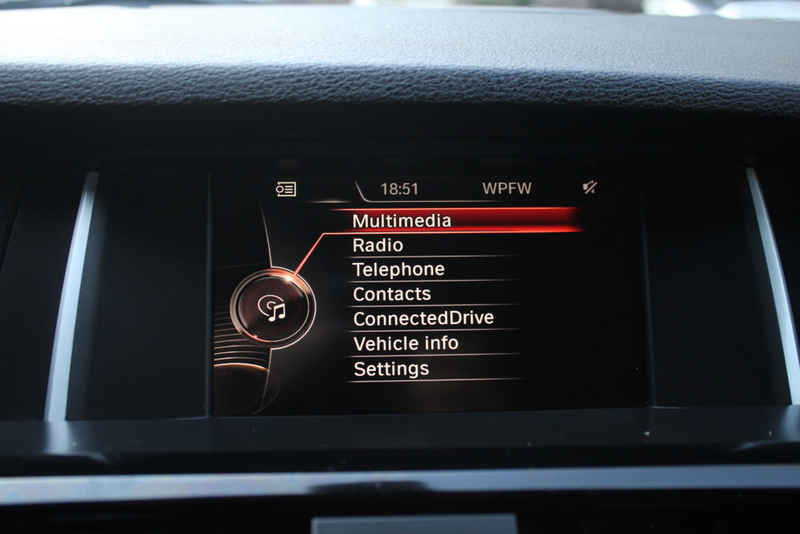 18:51 WPFW
Multimedia
Radio
Telephone
Contacts
ConnectedDrive
Vehicle info
Settings